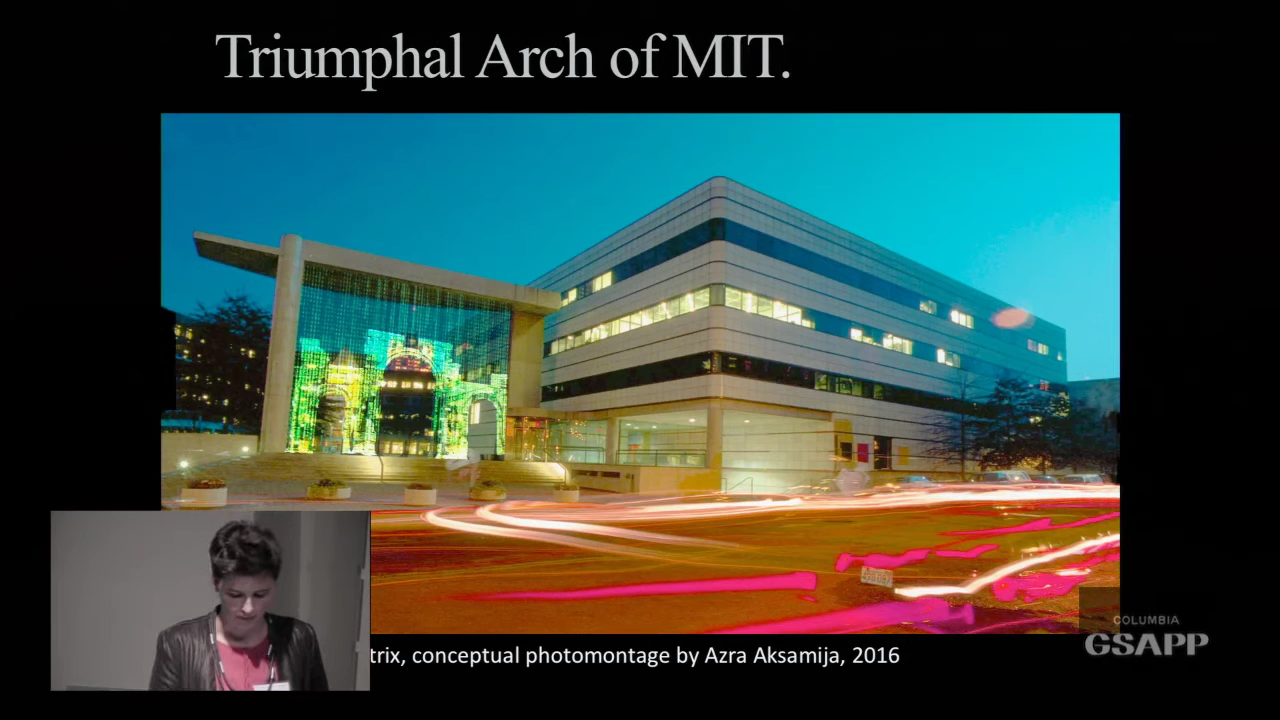 Triumphal Arch of MIT.
trix, conceptual photomontage by Azra Aksamija, 2016
COLUMBIA
GSAPP